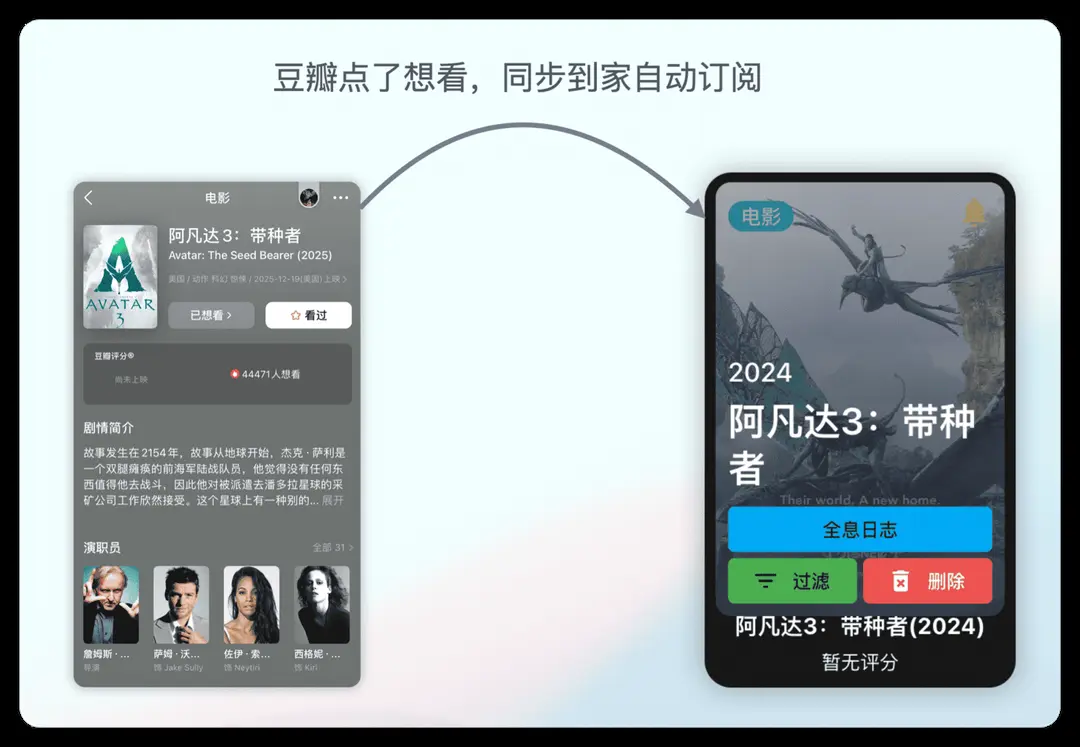 豆瓣点了想看，同步到家自动订阅
电影
阿凡达3：带种者
Avatar: The Seed Bearer (2025)
美国 / 动作 科幻 惊悚 / 2025-12-19(美国)上映 >
AVATAR
3
已想看 >
看过
豆瓣评分®
尚未上映
44471人想看
剧情简介
故事发生在2154年，故事从地球开始，杰克·萨利是
一个双腿瘫痪的前海军陆战队员，他觉得没有任何东
西值得他去战斗，因此他对被派遣去潘多拉星球的采
矿公司工作欣然接受。这个星球上有一种别的... 展开
演职员
全部 31 >
詹姆斯·...
萨姆·沃...
佐伊·索...
西格妮·...
导演
饰 Jake Sully
饰 Neytiri
饰 Kiri
电影
2024
阿凡达3：带种
者
Their world. A new home.
全息日志
过滤
删除
阿凡达3：带种者(2024)
暂无评分